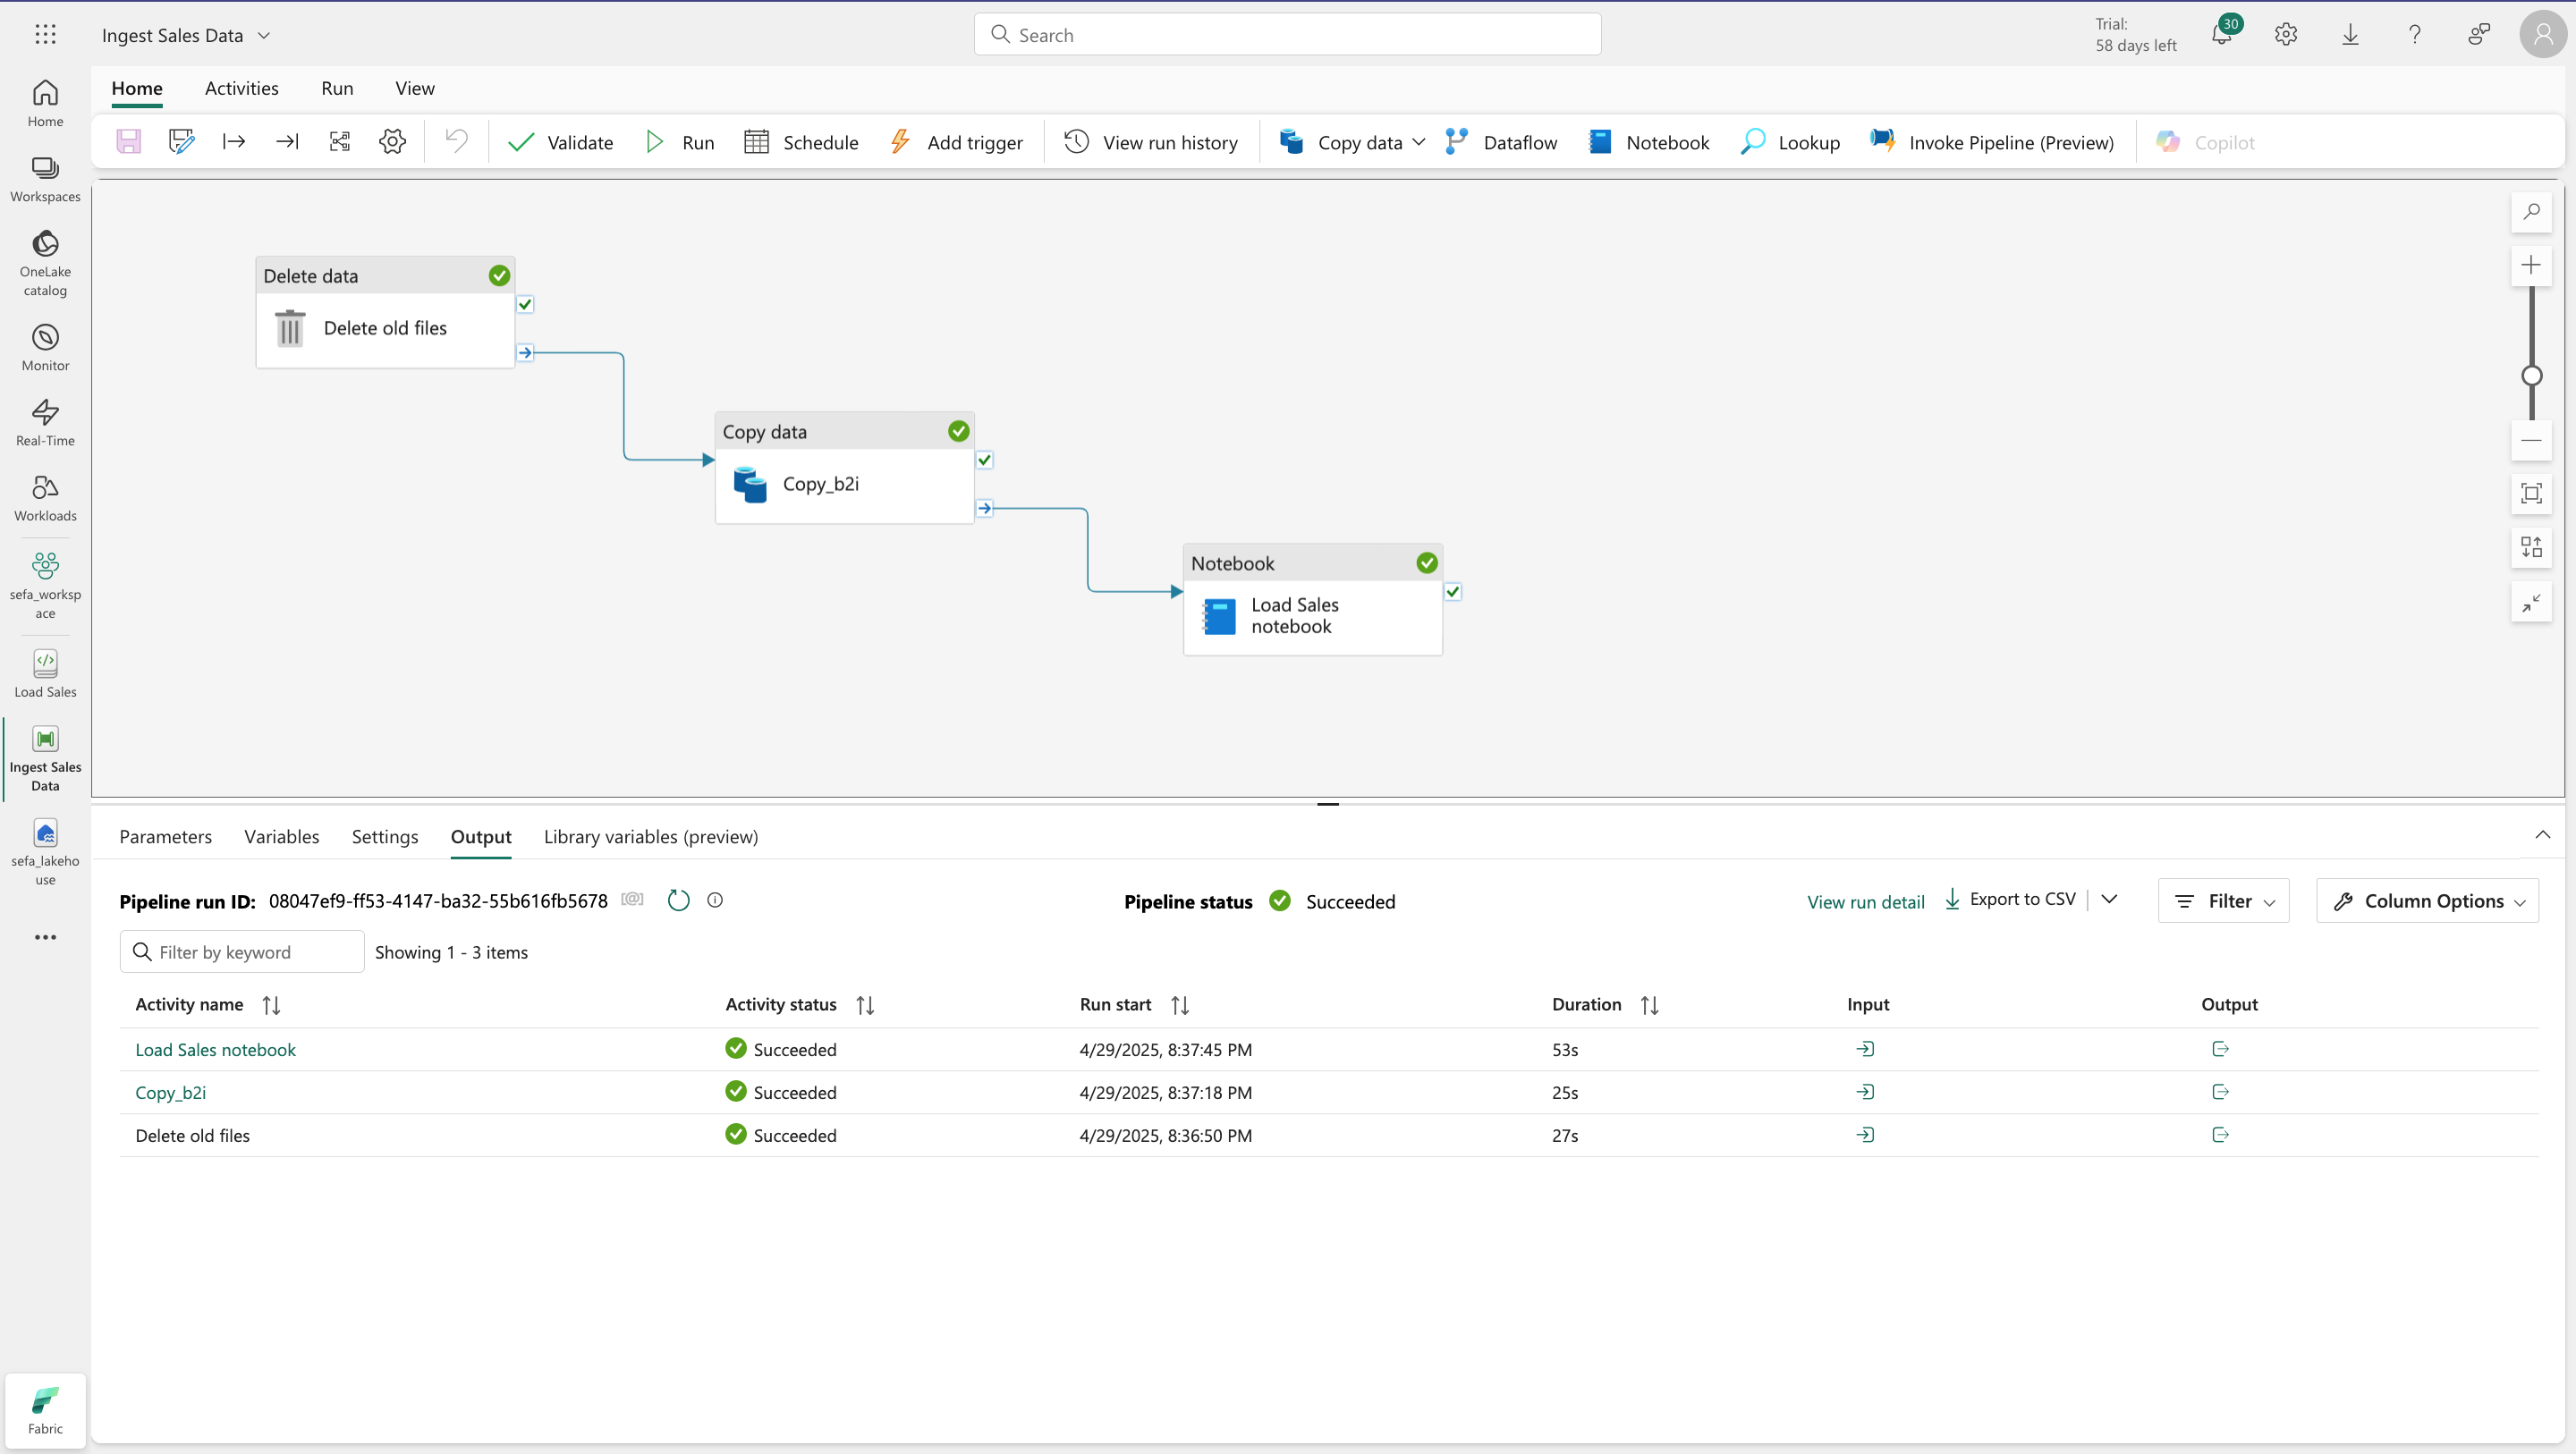 Ingest Sales Data
Search
Trial:
58 days left
30
Home
Activities
Run
View
Validate
Run
Schedule
Add trigger
View run history
Copy data
Dataflow
Notebook
Lookup
Invoke Pipeline (Preview)
Copilot
Home
Workspaces
OneLake
catalog
Monitor
Real-Time
Workloads
sefa_worksp
ace
Load Sales
Ingest Sales
Data
sefa_lakeho
use
Fabric
Delete data
Delete old files
Copy data
Copy_b2i
Notebook
Load Sales
notebook
Parameters
Variables
Settings
Output
Library variables (preview)
Pipeline run ID: 08047ef9-ff53-4147-ba32-55b616fb5678
Pipeline status Succeeded
View run detail
Export to CSV
Filter
Column Options
Filter by keyword
Showing 1 - 3 items
Activity name Activity status Run start Duration Input Output
Load Sales notebook Succeeded 4/29/2025, 8:37:45 PM 53s
Copy_b2i Succeeded 4/29/2025, 8:37:18 PM 25s
Delete old files Succeeded 4/29/2025, 8:36:50 PM 27s